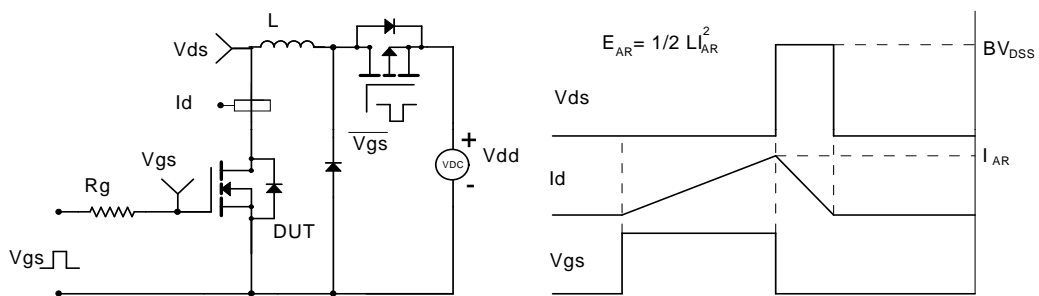 L
Vds
Id
Vgs
Vgs
Rg
DUT
Vgs
+
VDC
-
Vdd
E_AR= 1/2 LI_AR^2
BV_DSS
Vds
I_AR
Id
Vgs